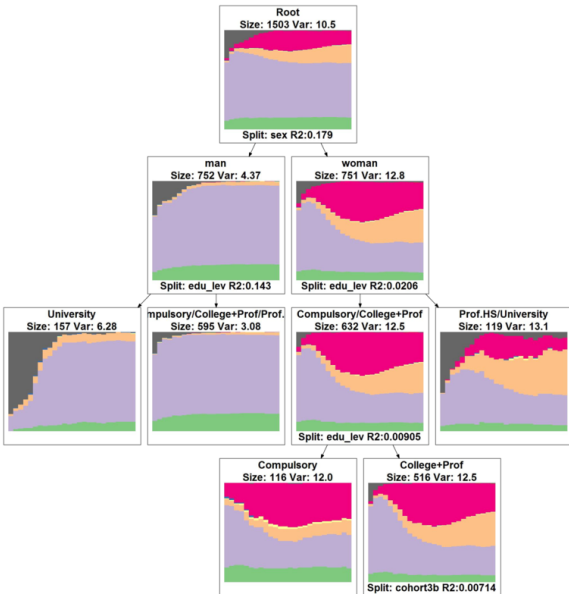 Root
Size: 1503 Var: 10.5
Split: sex R2:0.179
man
Size: 752 Var: 4.37
Split: edu_lev R2:0.143
woman
Size: 751 Var: 12.8
Split: edu_lev R2:0.0206
University
Size: 157 Var: 6.28
mpulsory/College+Prof/Prof.
Size: 595 Var: 3.08
Compulsory/College+Prof
Size: 632 Var: 12.5
Split: edu_lev R2:0.00905
Prof.HS/University
Size: 119 Var: 13.1
Compulsory
Size: 116 Var: 12.0
College+Prof
Size: 516 Var: 12.5
Split: cohort3b R2:0.00714